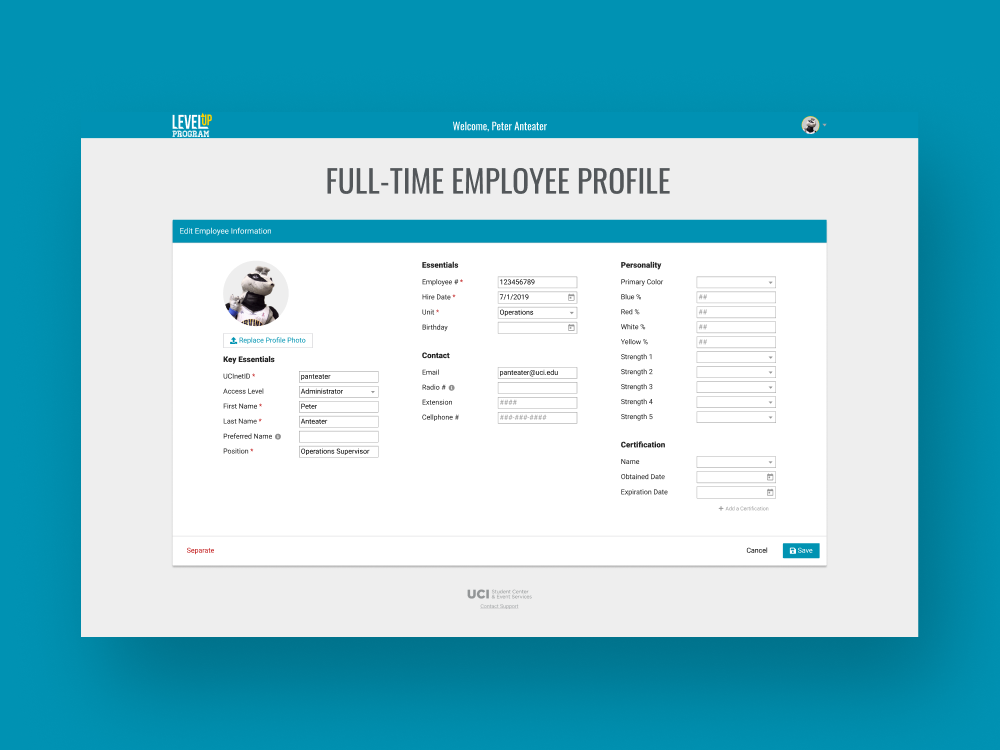 LEVEL UP
PROGRAM
Welcome, Peter Anteater
FULL-TIME EMPLOYEE PROFILE
Edit Employee Information
Replace Profile Photo
Key Essentials
UCInetID * panteater
Access Level Administrator
First Name * Peter
Last Name * Anteater
Preferred Name
Position * Operations Supervisor
Essentials
Employee # * 123456789
Hire Date * 7/1/2019
Unit * Operations
Birthday
Contact
Email panteater@uci.edu
Radio #
Extension ####
Cellphone # ###-###-####
Personality
Primary Color
Blue % ##
Red % ##
White % ##
Yellow % ##
Strength 1
Strength 2
Strength 3
Strength 4
Strength 5
Certification
Name
Obtained Date
Expiration Date
+ Add a Certification
Separate
Cancel
Save
UCI Student Center
& Event Services
Contact Support